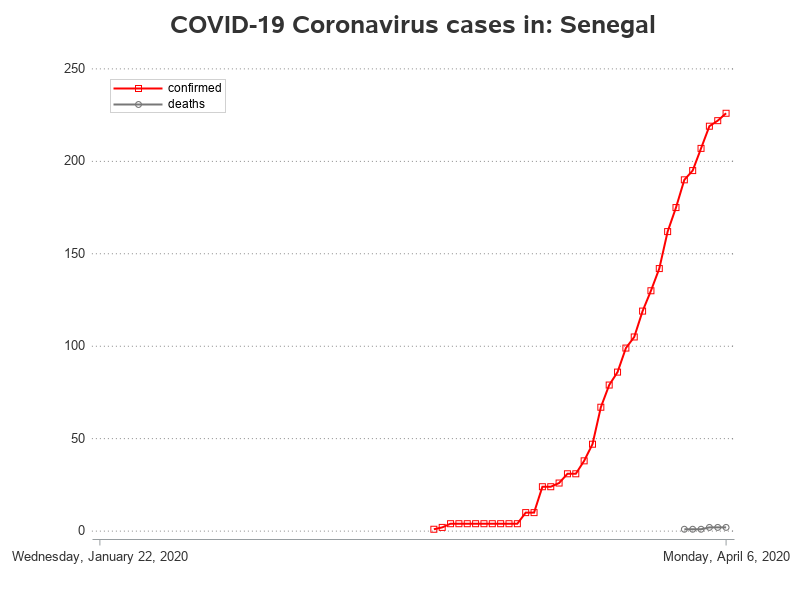 COVID-19 Coronavirus cases in: Senegal
250
confirmed
deaths
200
150
100
50
0
Wednesday, January 22, 2020
Monday, April 6, 2020